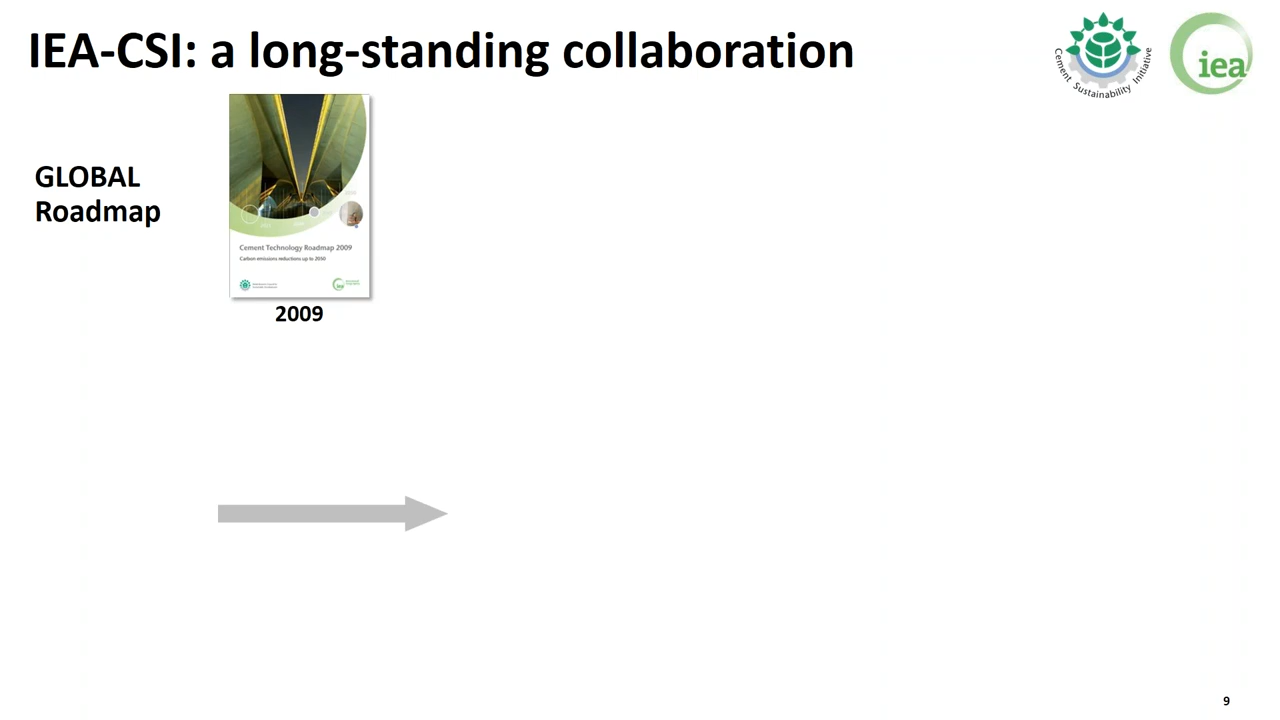 IEA-CSI: a long-standing collaboration
Cement Sustainability Initiative
iea
GLOBAL
Roadmap
Cement Technology Roadmap 2009
Carbon emissions reductions up to 2050
iea
2009
9